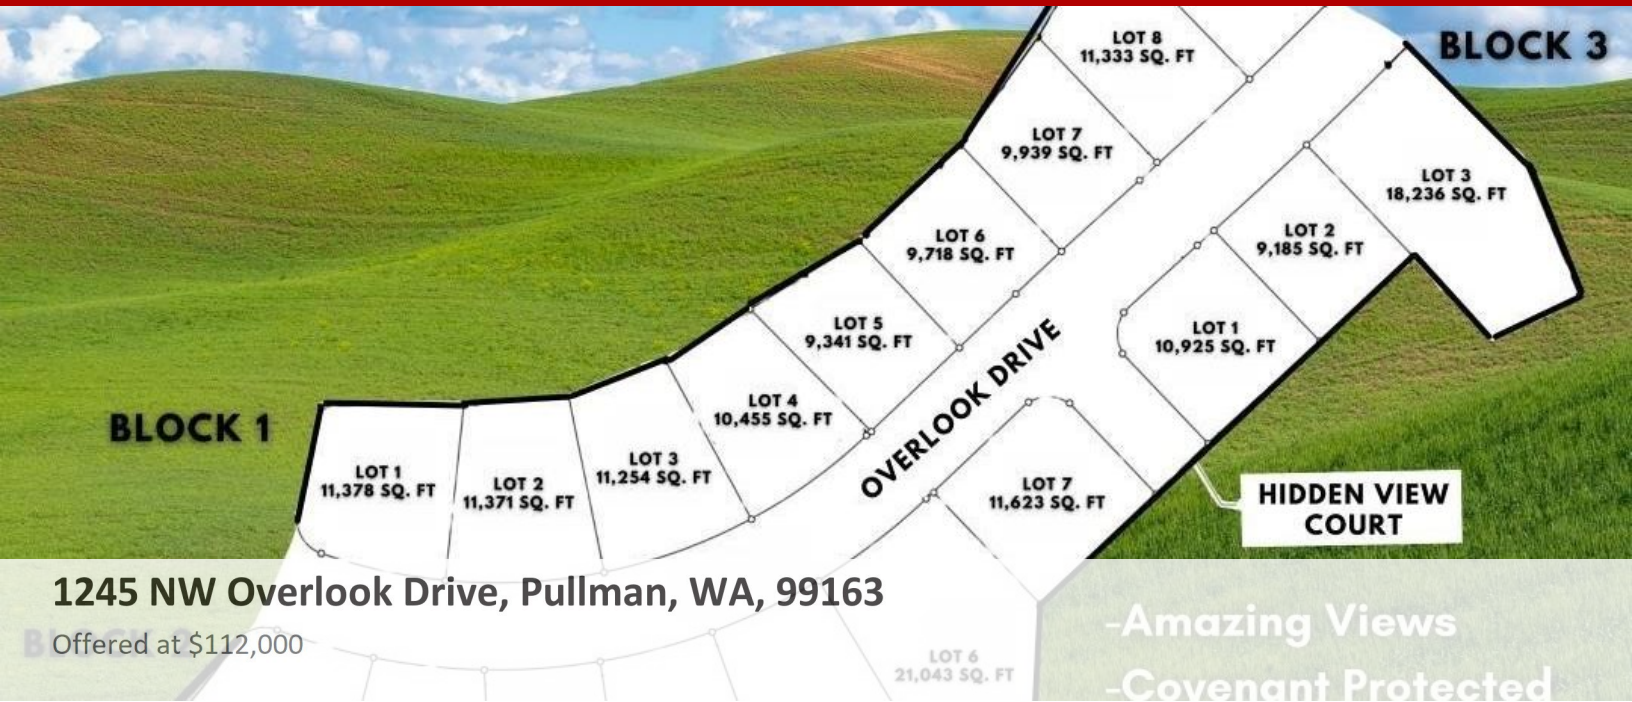 LOT 8
11,333 SQ. FT
BLOCK 3
LOT 7
9,939 SQ. FT
LOT 3
18,236 SQ. FT
LOT 6
9,718 SQ. FT
LOT 2
9,185 SQ. FT
LOT 5
9,341 SQ. FT
LOT 1
10,925 SQ. FT
OVERLOOK DRIVE
LOT 4
10,455 SQ. FT
BLOCK 1
LOT 3
11,254 SQ. FT
LOT 1
11,378 SQ. FT
LOT 2
11,371 SQ. FT
LOT 7
11,623 SQ. FT
HIDDEN VIEW
COURT
1245 NW Overlook Drive, Pullman, WA, 99163
BLOCK 2
Offered at $112,000
LOT 6
21,043 SQ. FT
-Amazing Views
-Covenant Protected